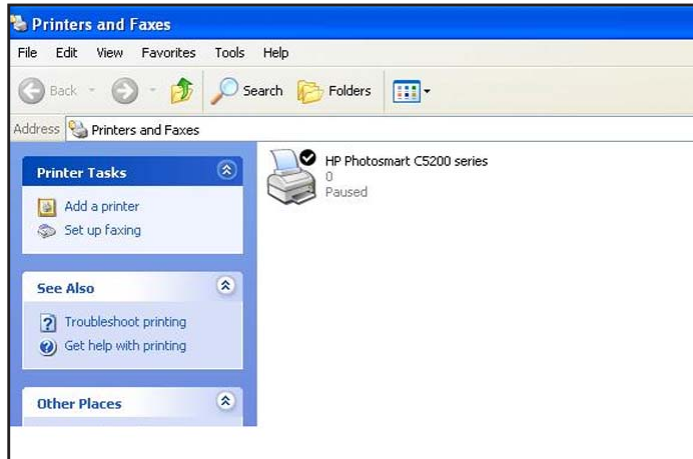 Printers and Faxes
File Edit View Favorites Tools Help
Back Search Folders
Address Printers and Faxes
Printer Tasks
Add a printer
Set up faxing
See Also
Troubleshoot printing
Get help with printing
Other Places
HP Photosmart C5200 series
0
Paused